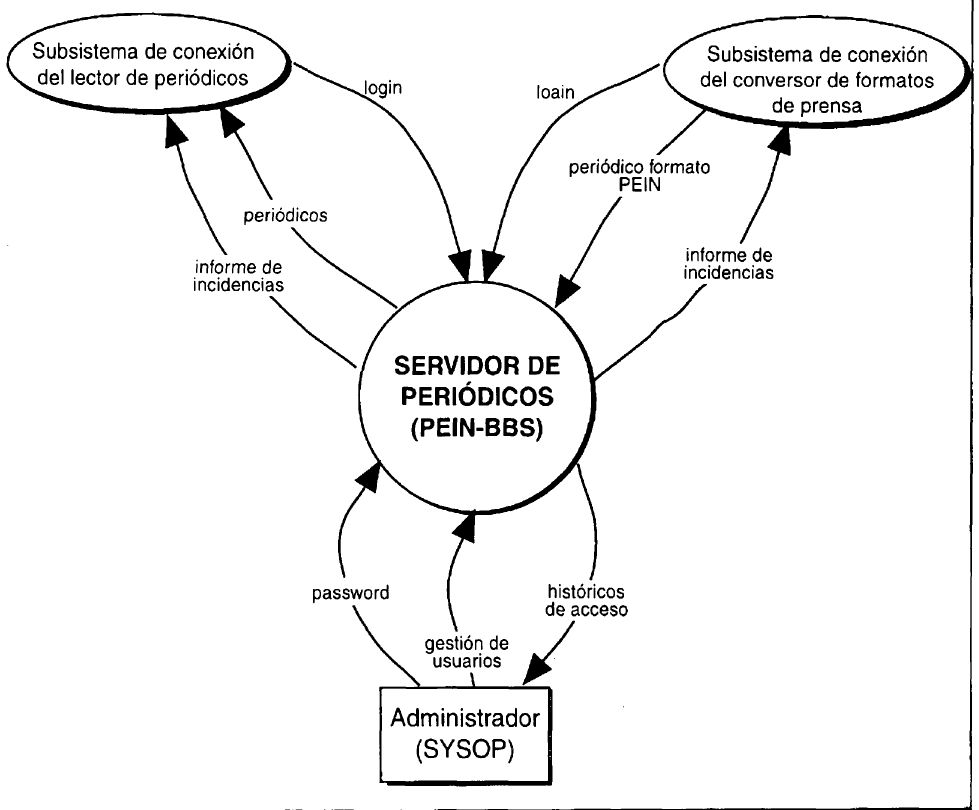 Subsistema de conexión
del lector de periódicos
Subsistema de conexión
del conversor de formatos
de prensa
login
loain
periódico formato
PEIN
periódicos
informe de
incidencias
informe de
incidencias
SERVIDOR DE
PERIÓDICOS
(PEIN-BBS)
password
históricos
de acceso
gestión de
usuarios
Administrador
(SYSOP)